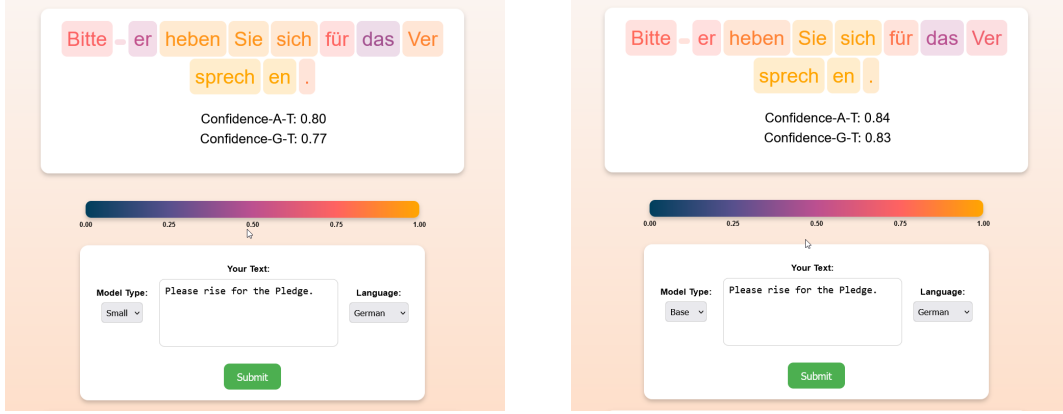 Bitte - er heben Sie sich für das Ver
sprech en .
Confidence-A-T: 0.80
Confidence-G-T: 0.77
0.00 0.25 0.50 0.75 1.00
Your Text:
Model Type:
Small
Please rise for the Pledge.
Language:
German
Submit
Bitte - er heben Sie sich für das Ver
sprech en .
Confidence-A-T: 0.84
Confidence-G-T: 0.83
0.00 0.25 0.50 0.75 1.00
Your Text:
Model Type:
Base
Please rise for the Pledge.
Language:
German
Submit